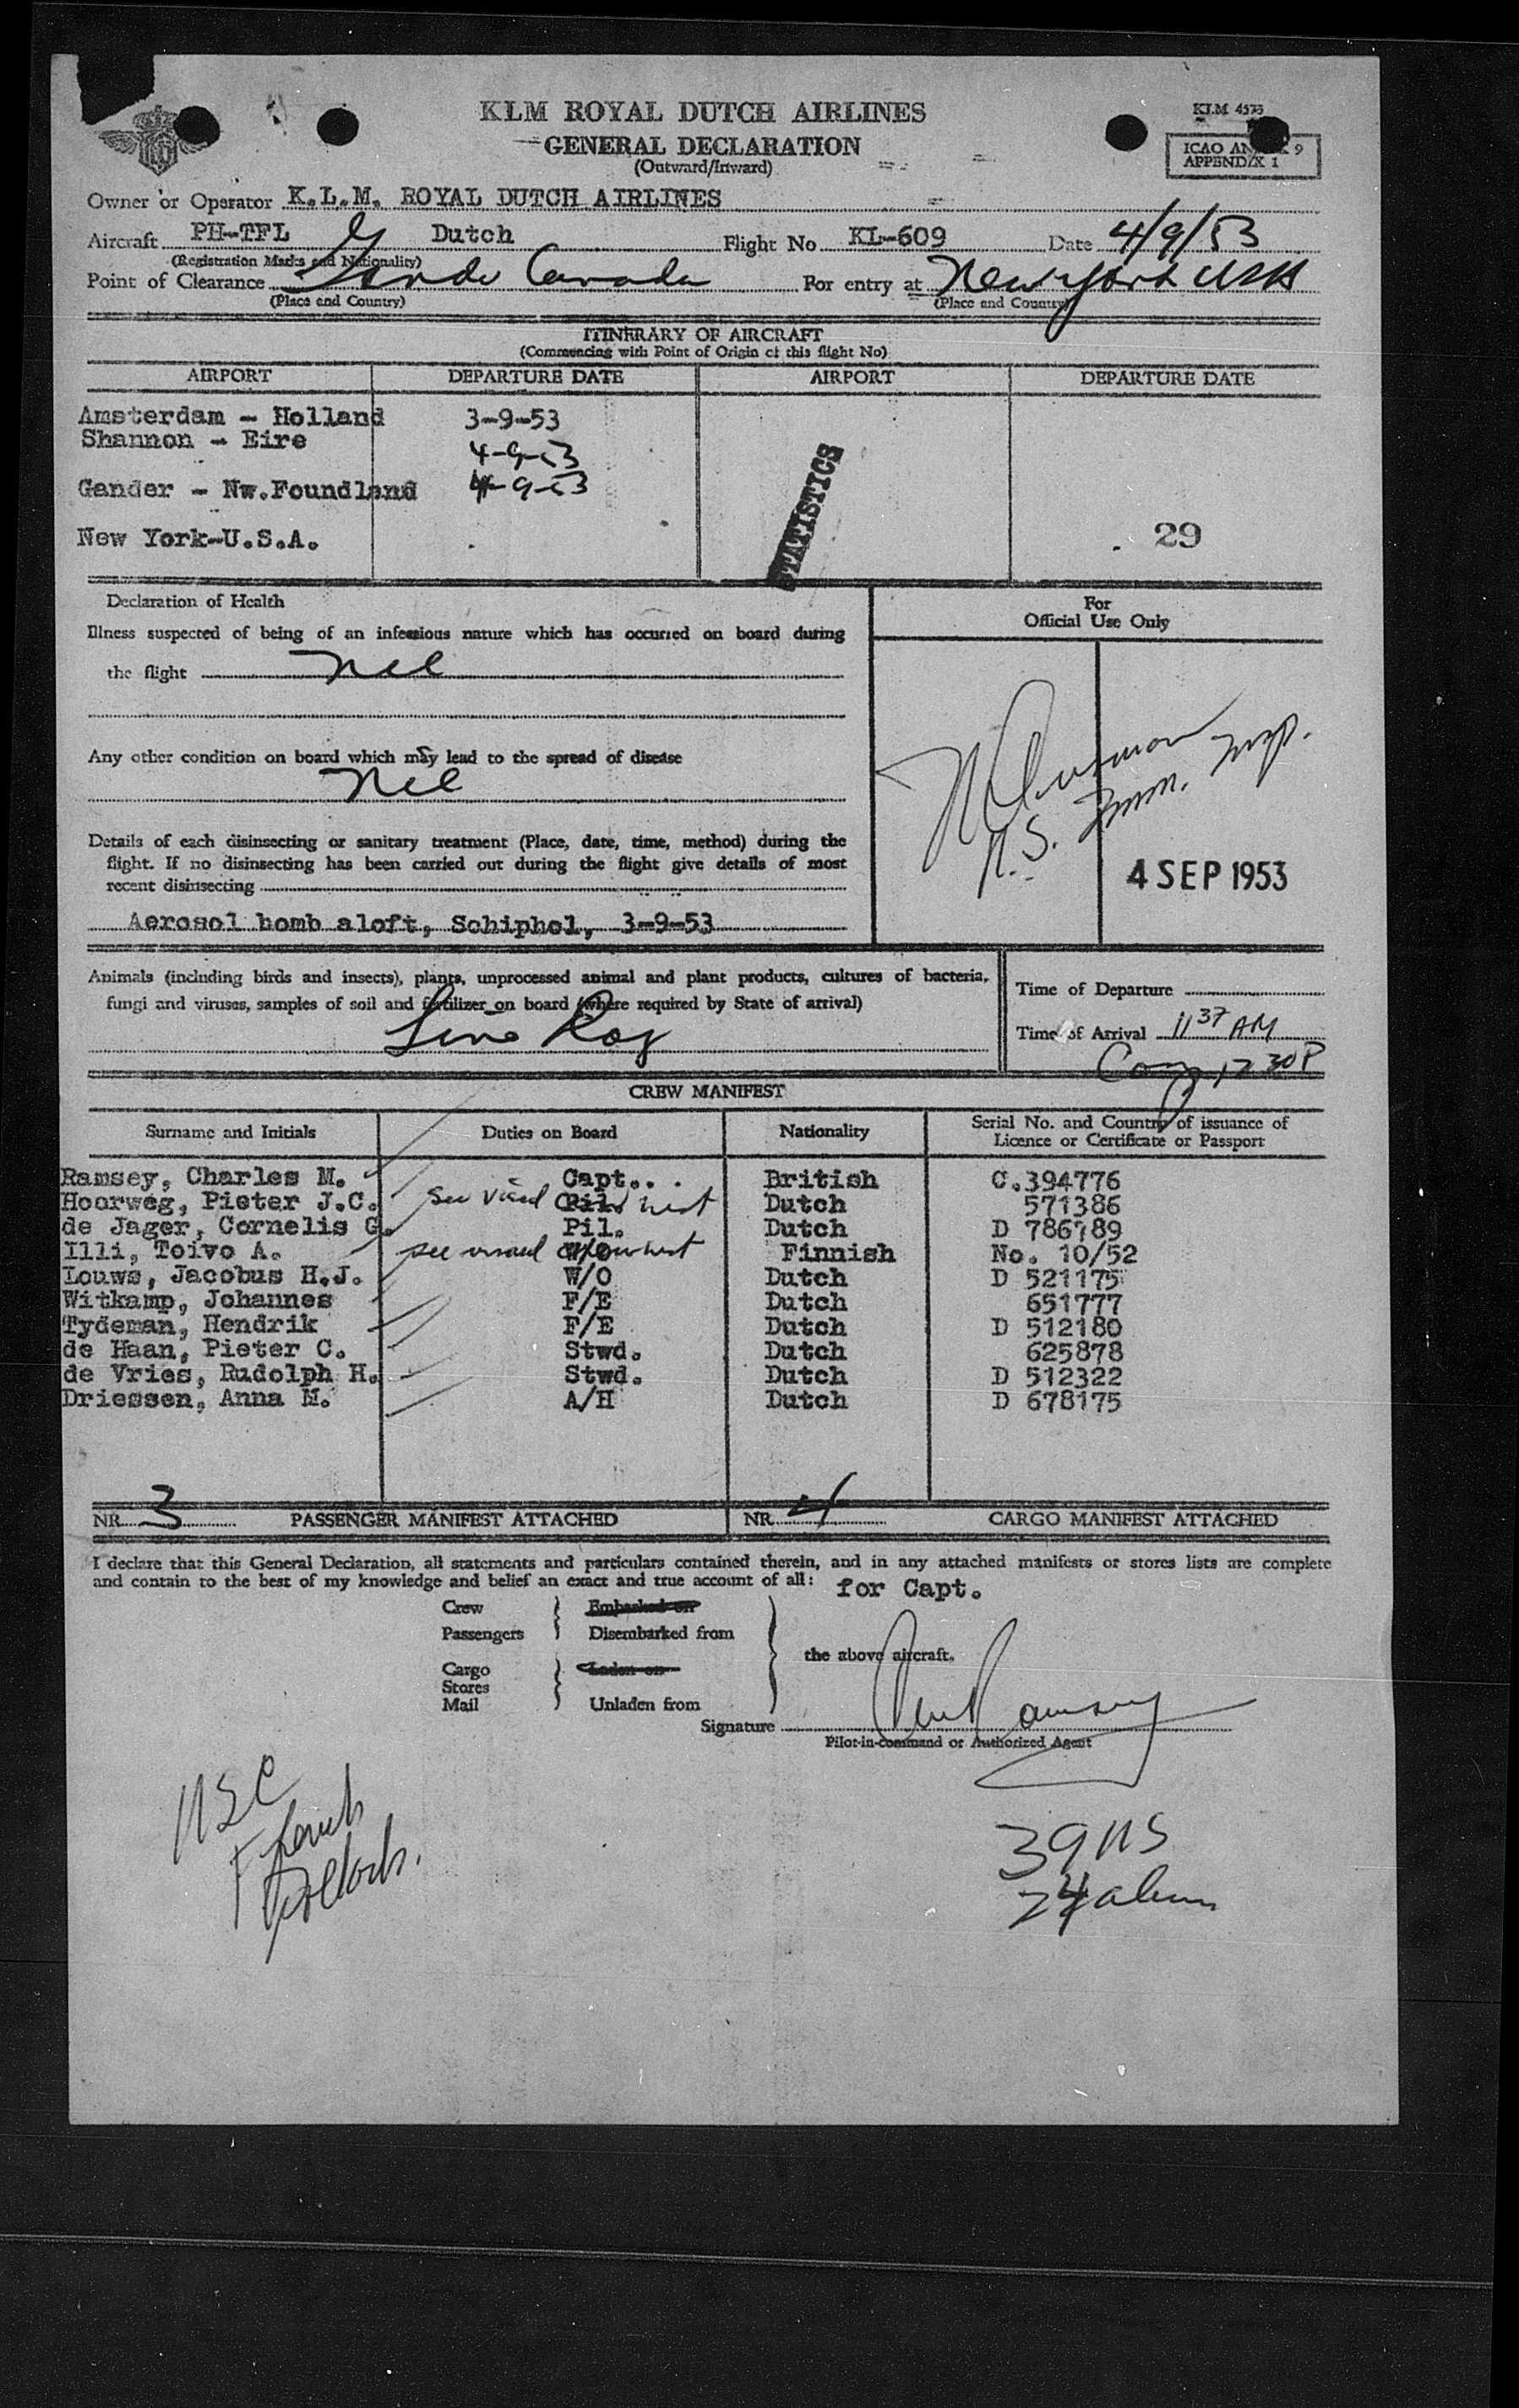 KLM ROYAL DUTCH AIRLINES
KLM 4573
GENERAL DECLARATION
(Outward/Inward)
ICAO AN 9
APPENDIX 1
Owner or Operator K.L.M. ROYAL DUTCH AIRLINES
Aircraft PH-TFL Dutch Flight No KL-609 Date 4/9/53
(Registration Marks and Nationality)
Point of Clearance Canada For entry at New York USA
(Place and Country) (Place and Country)
ITINERARY OF AIRCRAFT
(Commencing with Point of Origin of this flight No)
AIRPORT DEPARTURE DATE AIRPORT DEPARTURE DATE
Amsterdam - Holland 3-9-53
Shannon - Eire 4-9-53
Gander - Nw.Foundland 4-9-53
New York-U.S.A.
STATISTICS
29
Declaration of Health
Illness suspected of being of an infectious nature which has occurred on board during
the flight Nil
Any other condition on board which may lead to the spread of disease
Nil
Details of each disinsecting or sanitary treatment (Place, date, time, method) during the
flight. If no disinsecting has been carried out during the flight give details of most
recent disinsecting
Aerosol bomb aloft, Schiphol, 3-9-53
For
Official Use Only
Imm. Insp.
4 SEP 1953
Animals (including birds and insects), plants, unprocessed animal and plant products, cultures of bacteria,
fungi and viruses, samples of soil and fertilizer on board (where required by State of arrival)
Time of Departure
Time of Arrival 11 37 AM
12 30 P
CREW MANIFEST
Surname and Initials Duties on Board Nationality Serial No. and Country of issuance of
Licence or Certificate or Passport
Ramsey, Charles M. Capt. British C.394776
Hoorweg, Pieter J.C. Pil. Dutch 571386
de Jager, Cornelis G. Pil. Dutch D 786789
Illi, Toivo A. W/O Finnish No. 10/52
Louws, Jacobus H.J. W/O Dutch D 521175
Witkamp, Johannes F/E Dutch 651777
Tydeman, Hendrik F/E Dutch D 512180
de Haan, Pieter C. Stwd. Dutch 625878
de Vries, Rudolph H. Stwd. Dutch D 512322
Driessen, Anna M. A/H Dutch D 678175
NR 3 PASSENGER MANIFEST ATTACHED NR 4 CARGO MANIFEST ATTACHED
I declare that this General Declaration, all statements and particulars contained therein, and in any attached manifests or stores lists are complete
and contain to the best of my knowledge and belief an exact and true account of all: for Capt.
Crew Embarked on
Passengers Disembarked from
the above aircraft.
Cargo Laden on
Stores
Mail Unladen from
Signature
Pilot-in-command or Authorized Agent
39 US
24 alien